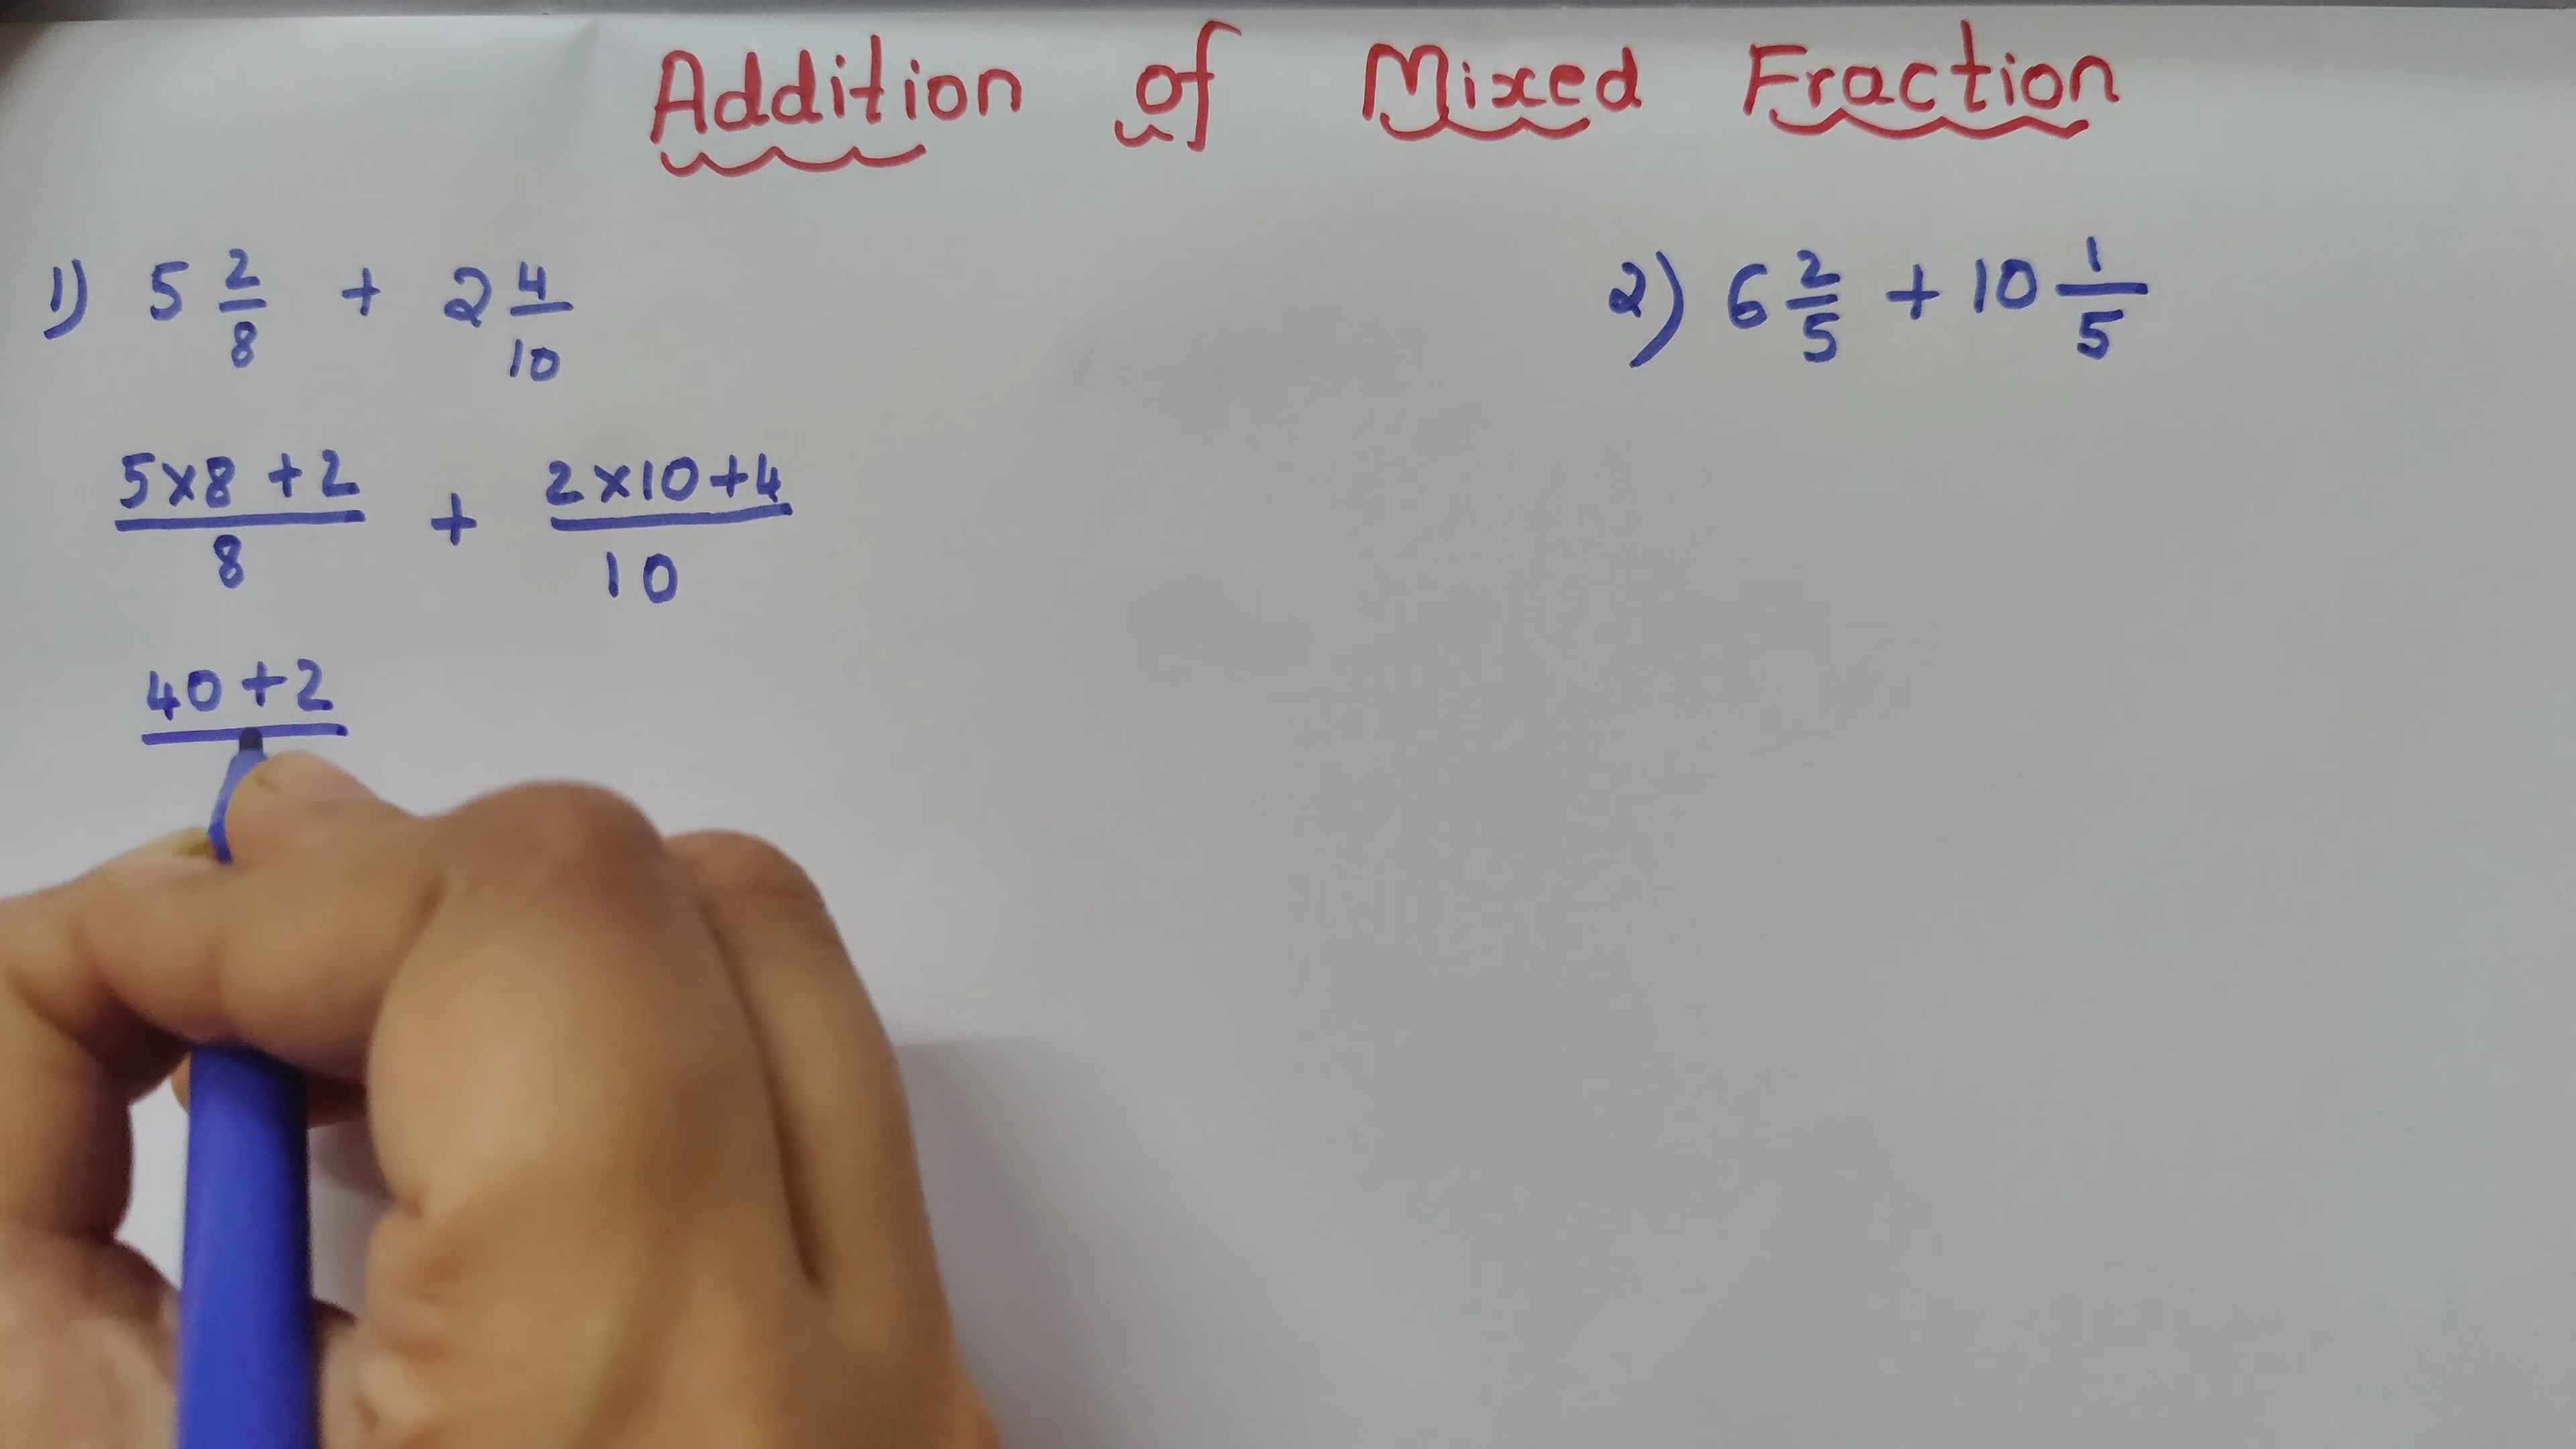 Addition of Mixed Fraction
1) 5 2/8 + 2 4/10
2) 6 2/5 + 10 1/5
5×8+2/8 + 2×10+4/10
40+2